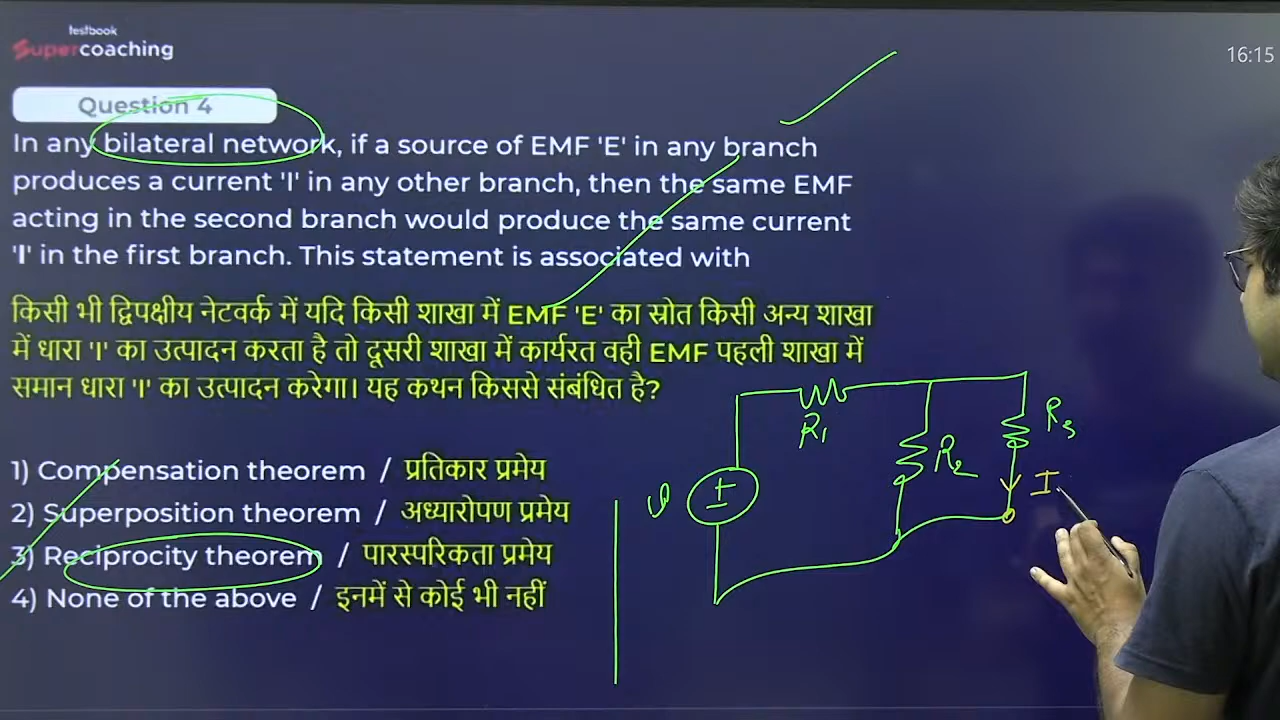 testbook
Supercoaching
16:15
Question 4
In any bilateral network, if a source of EMF 'E' in any branch
produces a current 'I' in any other branch, then the same EMF
acting in the second branch would produce the same current
'I' in the first branch. This statement is associated with
किसी भी द्विपक्षीय नेटवर्क में यदि किसी शाखा में EMF 'E' का स्रोत किसी अन्य शाखा
में धारा 'I' का उत्पादन करता है तो दूसरी शाखा में कार्यरत वही EMF पहली शाखा में
समान धारा 'I' का उत्पादन करेगा। यह कथन किससे संबंधित है?
1) Compensation theorem / प्रतिकार प्रमेय
2) Superposition theorem / अध्यारोपण प्रमेय
3) Reciprocity theorem / पारस्परिकता प्रमेय
4) None of the above / इनमें से कोई भी नहीं
R1
R2
R3
I